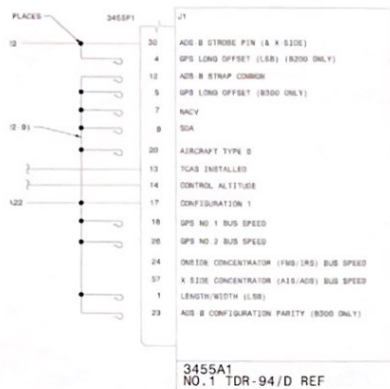 PLACES
3455P1
J1
30 ADS B STROBE PIN (& X SIDE)
4 GPS LONG OFFSET (LSB) (B200 ONLY)
12 ADS B STRAP COMMON
5 GPS LONG OFFSET (B300 ONLY)
7 NACV
(2-9)
8 SDA
20 AIRCRAFT TYPE 0
13 TCAS INSTALLED
14 CONTROL ALTITUDE
17 CONFIGURATION 1
18 GPS NO.1 BUS SPEED
26 GPS NO.2 BUS SPEED
24 ONSIDE CONCENTRATOR (FMS/IRS) BUS SPEED
57 X SIDE CONCENTRATOR (AIS/ADS) BUS SPEED
1 LENGTH/WIDTH (LSB)
23 ADS B CONFIGURATION PARITY (B300 ONLY)
3455A1
NO.1 TDR-94/D REF